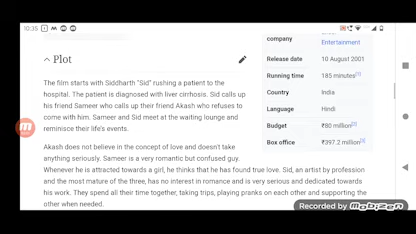 10:35
company
Entertainment
Plot
Release date 10 August 2001
Running time 185 minutes[1]
Country India
Language Hindi
Budget ₹80 million[2]
Box office ₹397.2 million[3]
The film starts with Siddharth "Sid" rushing a patient to the
hospital. The patient is diagnosed with liver cirrhosis. Sid calls up
his friend Sameer who calls up their friend Akash who refuses to
come with him. Sameer and Sid meet at the waiting lounge and
reminisce their life's events.
Akash does not believe in the concept of love and doesn't take
anything seriously. Sameer is a very romantic but confused guy.
Whenever he is attracted towards a girl, he thinks that he has found true love. Sid, an artist by profession
and the most mature of the three, has no interest in romance and is very serious and dedicated towards
his work. They spend all their time together, taking trips, playing pranks on each other and supporting the
other when needed.
Recorded by MOBIZEN